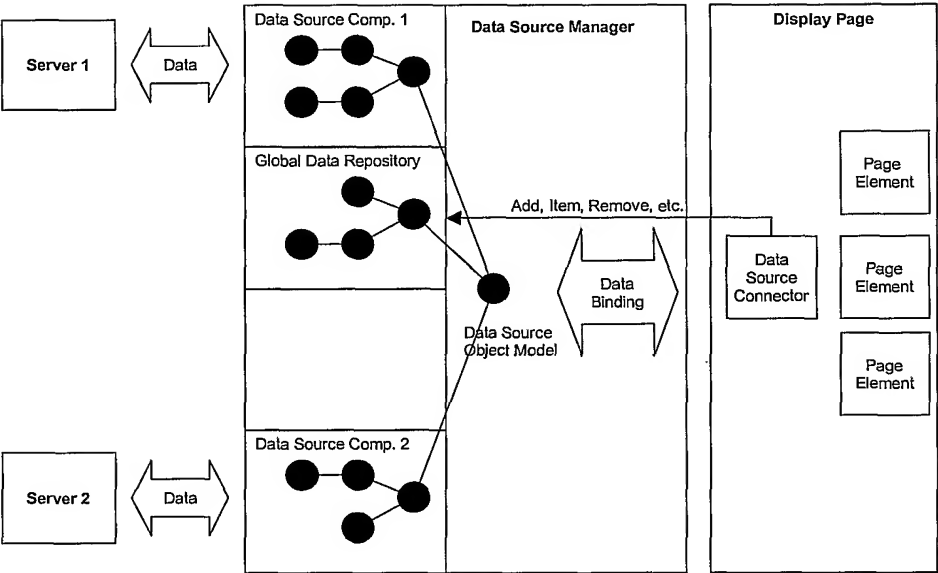 Data Source Comp. 1
Data Source Manager
Display Page
Server 1
Data
Global Data Repository
Page
Element
Add, Item, Remove, etc.
Data
Source
Connector
Page
Element
Data
Binding
Data Source
Object Model
Page
Element
Data Source Comp. 2
Server 2
Data